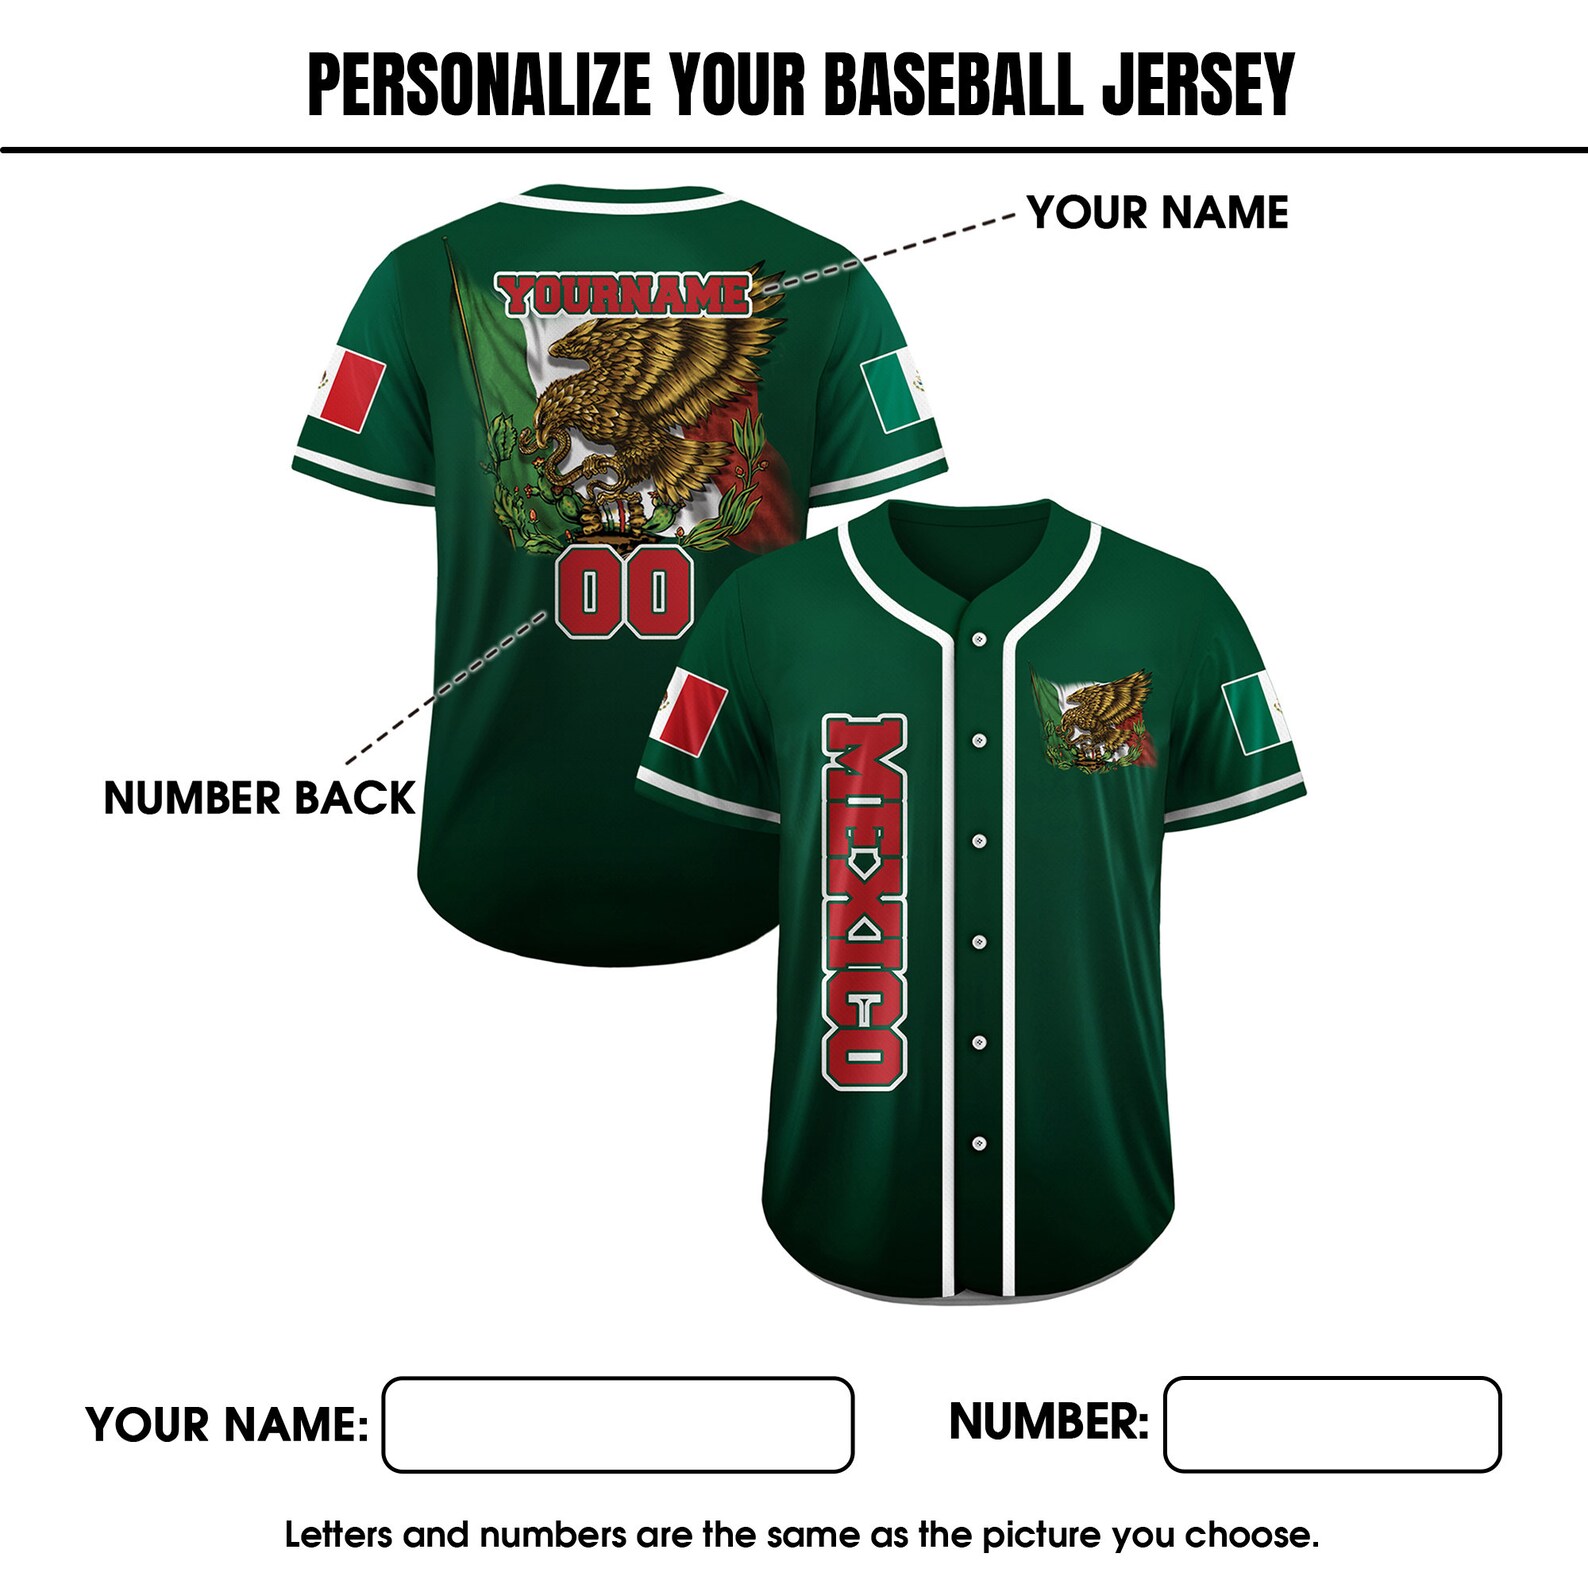 PERSONALIZE YOUR BASEBALL JERSEY
YOUR NAME
YOURNAME
00
NUMBER BACK
MEXICO
YOUR NAME:
NUMBER:
Letters and numbers are the same as the picture you choose.